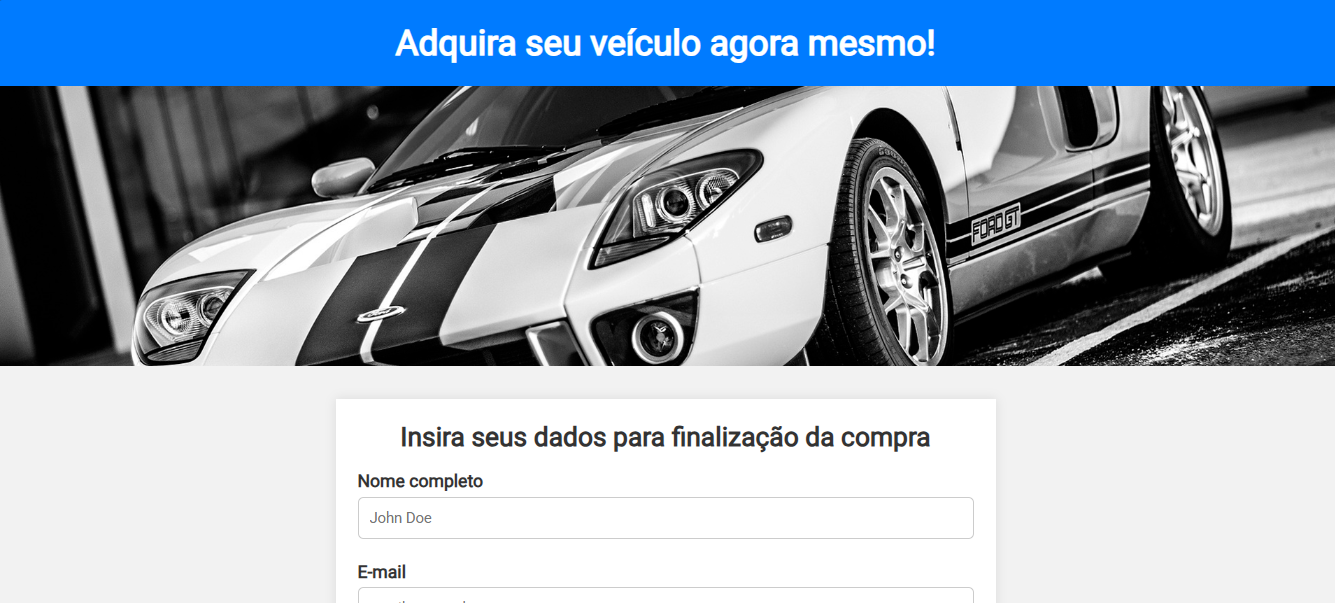 Adquira seu veículo agora mesmo!
FORD GT
Insira seus dados para finalização da compra
Nome completo
John Doe
E-mail